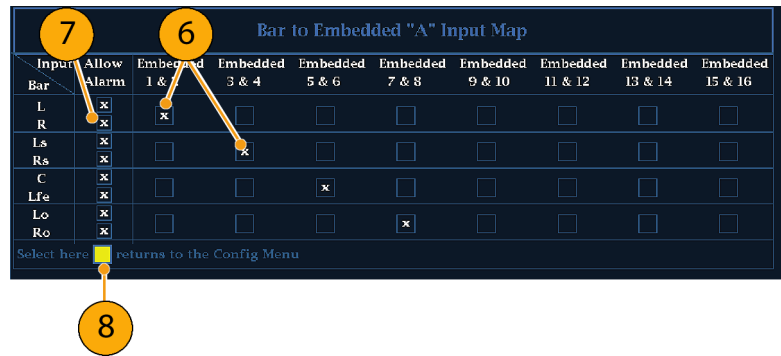 7 6
Bar to Embedded "A" Input Map
Input Allow Embedded Embedded Embedded Embedded Embedded Embedded Embedded Embedded
Bar Alarm 1 & 2 3 & 4 5 & 6 7 & 8 9 & 10 11 & 12 13 & 14 15 & 16
L x
x
R x
Ls x
x
Rs x
C x
x
Lfe x
Lo x
x
Ro x
Select here returns to the Config Menu
8